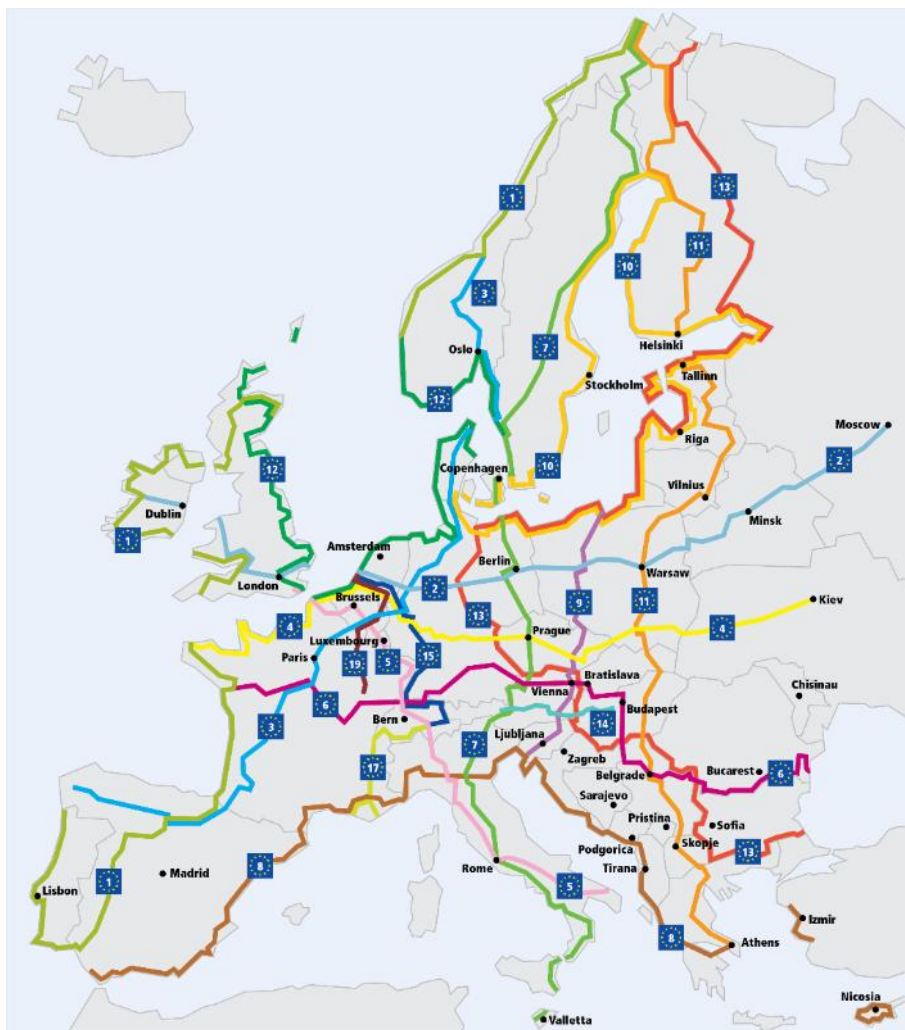 1
13
11
10
3
7
Helsinki
Oslo
Stockholm
Tallinn
12
Moscow
Riga
2
12
Copenhagen
10
Vilnius
Dublin
Minsk
1
Amsterdam
Berlin
Warsaw
London
2
Brussels
9
11
Kiev
4
13
4
Prague
Luxembourg
15
Paris
19
5
Bratislava
Chisinau
Vienna
6
Budapest
Bern
14
3
7
Ljubljana
Zagreb
17
Belgrade
Bucarest
6
Sarajevo
Pristina
Sofia
Podgorica
Skopje
13
Rome
8
Madrid
Tirana
1
5
Lisbon
Izmir
8
Athens
Nicosia
Valletta